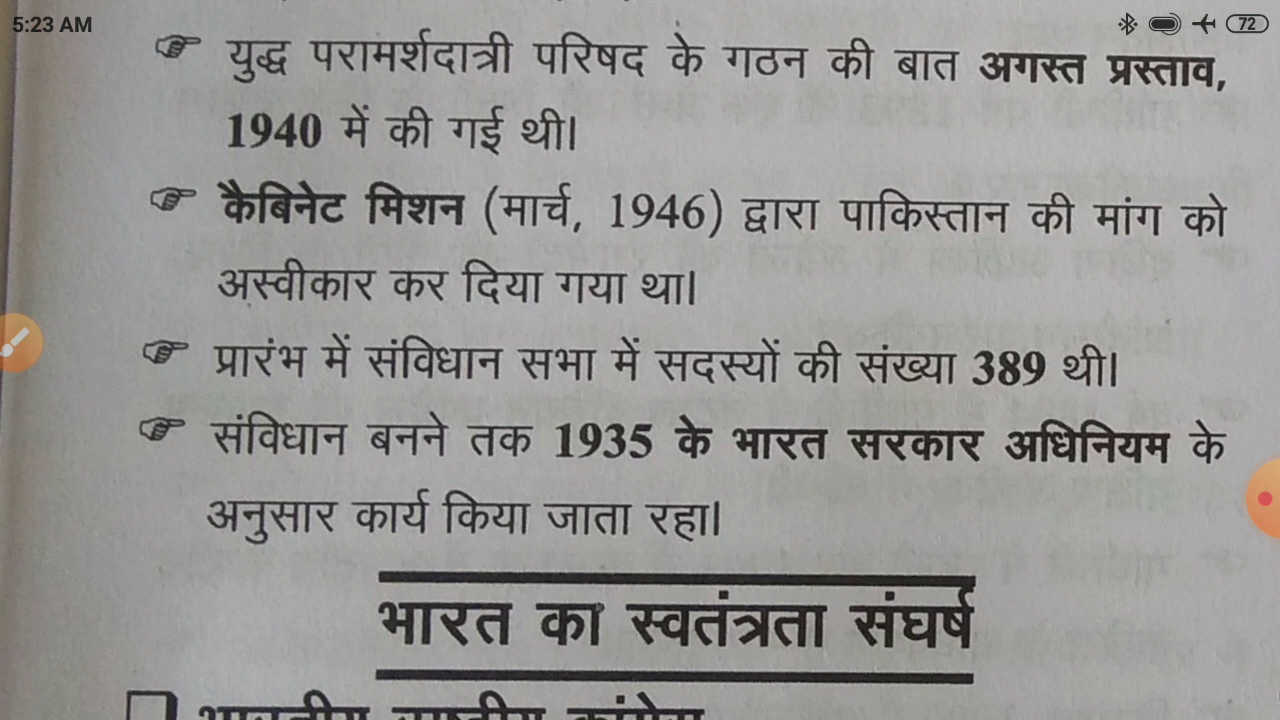 5:23 AM
72
युद्ध परामर्शदात्री परिषद के गठन की बात अगस्त प्रस्ताव,
1940 में की गई थी।
कैबिनेट मिशन (मार्च, 1946) द्वारा पाकिस्तान की मांग को
अस्वीकार कर दिया गया था।
प्रारंभ में संविधान सभा में सदस्यों की संख्या 389 थी।
संविधान बनने तक 1935 के भारत सरकार अधिनियम के
अनुसार कार्य किया जाता रहा।
भारत का स्वतंत्रता संघर्ष
भारतीय राष्ट्रीय कांग्रेस